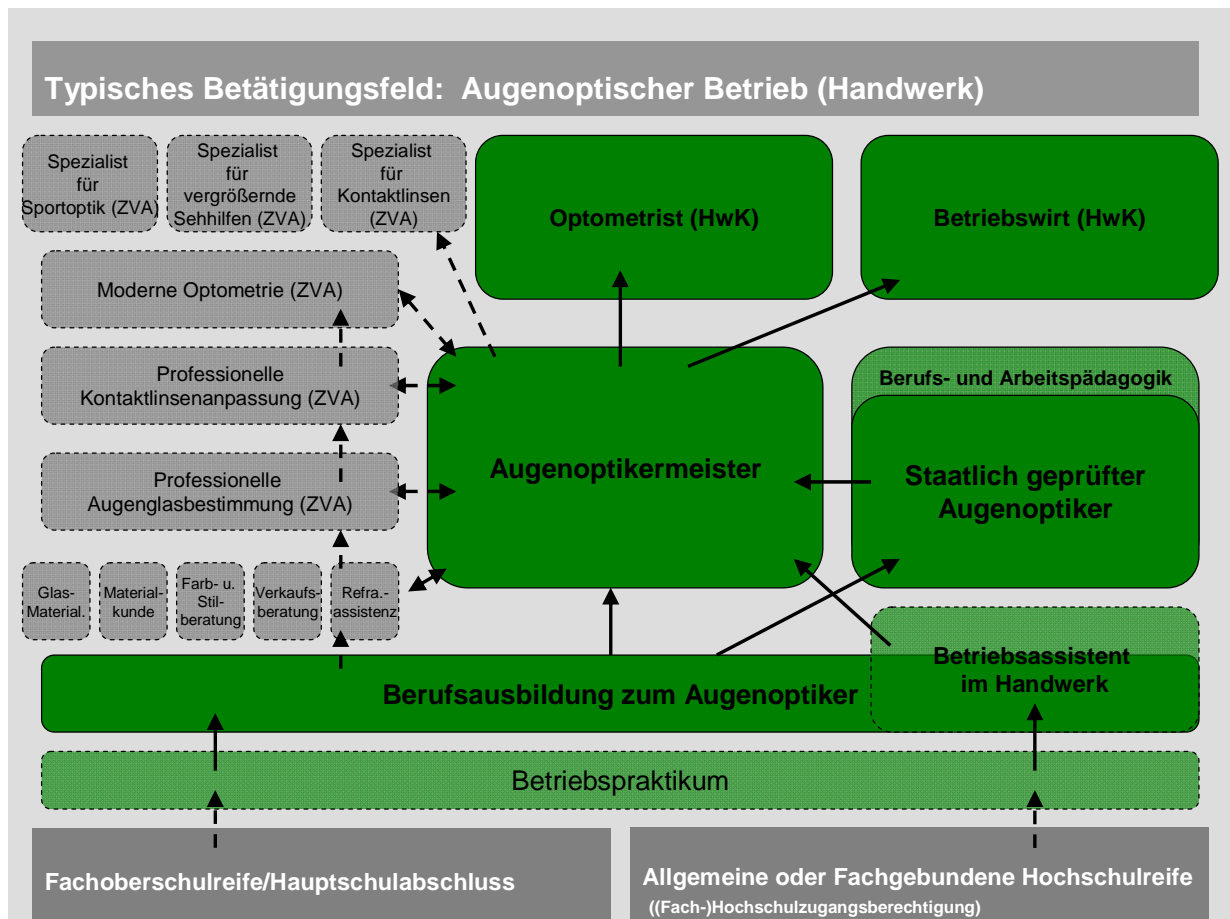 Typisches Betätigungsfeld:  Augenoptischer Betrieb (Handwerk)
Spezialist
für
Sportoptik (ZVA)
Spezialist
für
vergrößernde
Sehhilfen (ZVA)
Spezialist
für
Kontaktlinsen
(ZVA)
Optometrist (HwK)
Betriebswirt (HwK)
Moderne Optometrie (ZVA)
Professionelle
Kontaktlinsenanpassung (ZVA)
Berufs- und Arbeitspädagogik
Augenoptikermeister
Staatlich geprüfter
Augenoptiker
Professionelle
Augenglasbestimmung (ZVA)
Glas-
Material.
Material-
kunde
Farb- u.
Stil-
beratung
Verkaufs-
beratung
Refra.-
assistenz
Betriebsassistent
im Handwerk
Berufsausbildung zum Augenoptiker
Betriebspraktikum
Fachoberschulreife/Hauptschulabschluss
Allgemeine oder Fachgebundene Hochschulreife
((Fach-)Hochschulzugangsberechtigung)